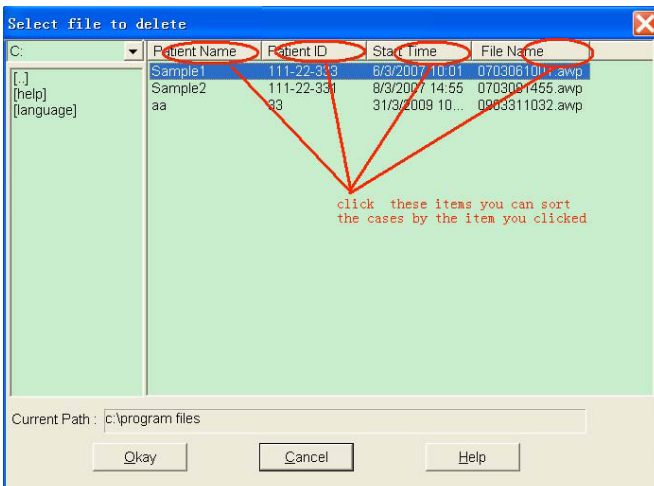 Select file to delete
C:
Patient Name Patient ID Start Time File Name
[..]
[help]
[language]
Sample1 111-22-333 6/3/2007 10:01 0703061001.awp
Sample2 111-22-331 8/3/2007 14:55 0703081455.awp
aa 33 31/3/2009 10... 0903311032.awp
click these items you can sort
the cases by the item you clicked
Current Path : c:\program files
Okay Cancel Help